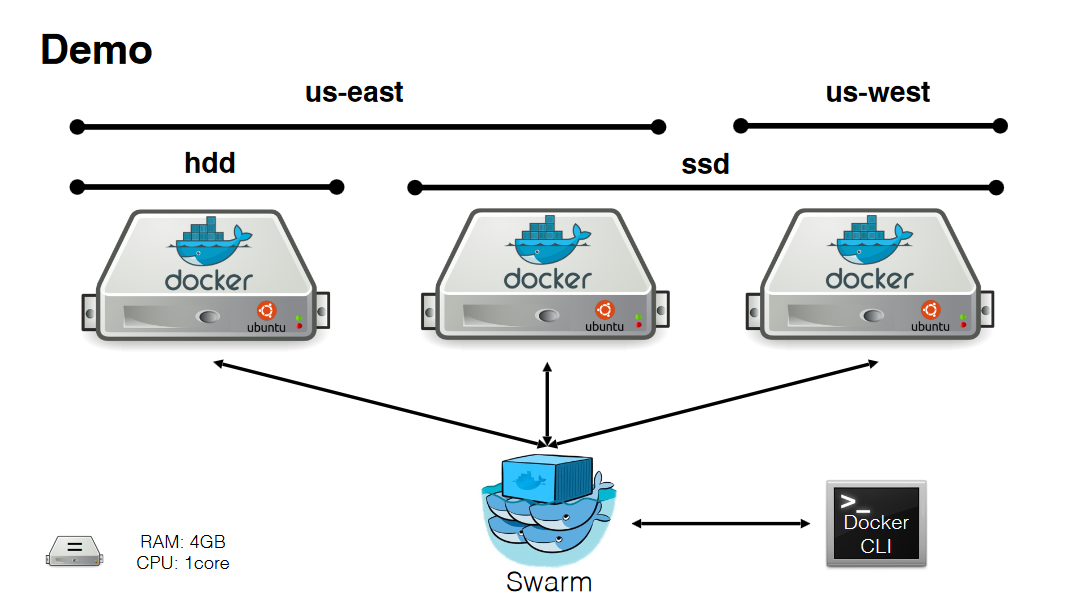 Demo
us-east
us-west
hdd
ssd
docker
docker
docker
ubuntu
ubuntu
ubuntu
>_
Docker
CLI
=
RAM: 4GB
CPU: 1core
Swarm